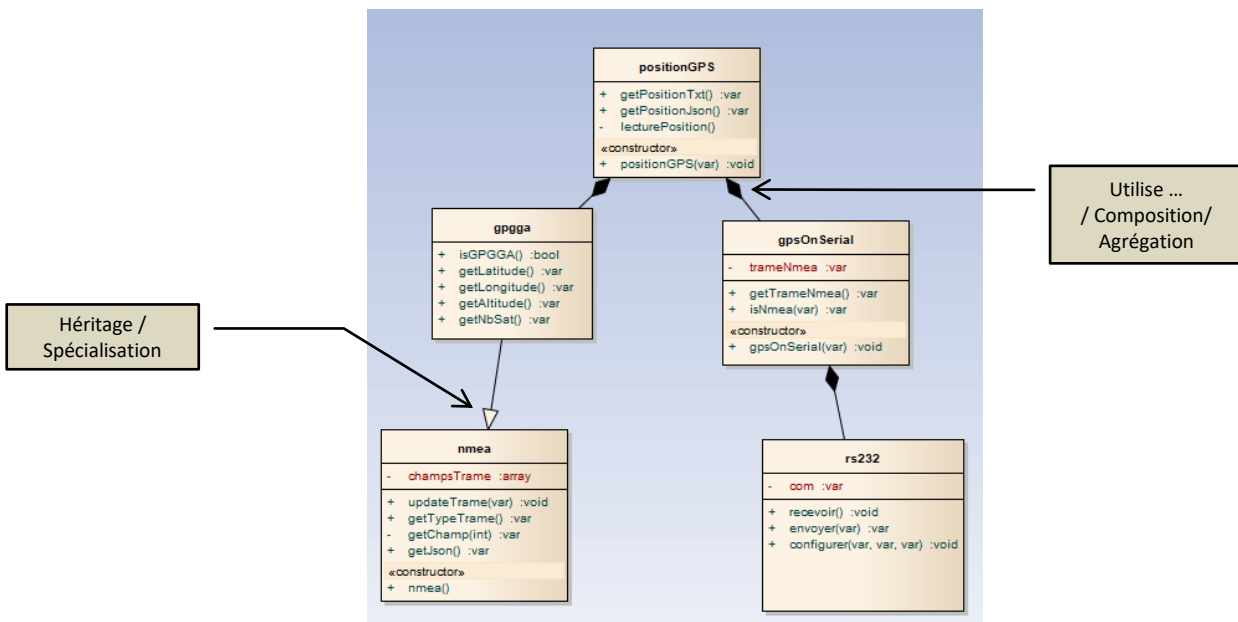 positionGPS
+ getPositionTxt() :var
+ getPositionJson() :var
- lecturePosition()
«constructor»
+ positionGPS(var) :void
Utilise ...
/ Composition/
Agrégation
gpgga
+ isGPGGA() :bool
+ getLatitude() :var
+ getLongitude() :var
+ getAltitude() :var
+ getNbSat() :var
gpsOnSerial
- trameNmea :var
+ getTrameNmea() :var
+ isNmea(var) :var
«constructor»
+ gpsOnSerial(var) :void
Héritage /
Spécialisation
nmea
- champsTrame :array
+ updateTrame(var) :void
+ getTypeTrame() :var
- getChamp(int) :var
+ getJson() :var
«constructor»
+ nmea()
rs232
- com :var
+ recevoir() :void
+ envoyer(var) :var
+ configurer(var, var, var) :void